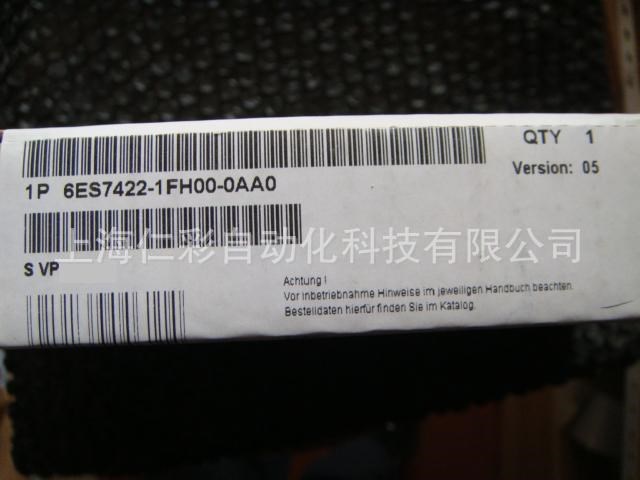 QTY 1
1P 6ES7422-1FH00-0AA0
Version: 05
上海仁彩自动化科技有限公司
S VP
Achtung !
Vor Inbetriebnahme Hinweise im jeweiligen Handbuch beachten.
Bestelldaten hierfür finden Sie im Katalog.